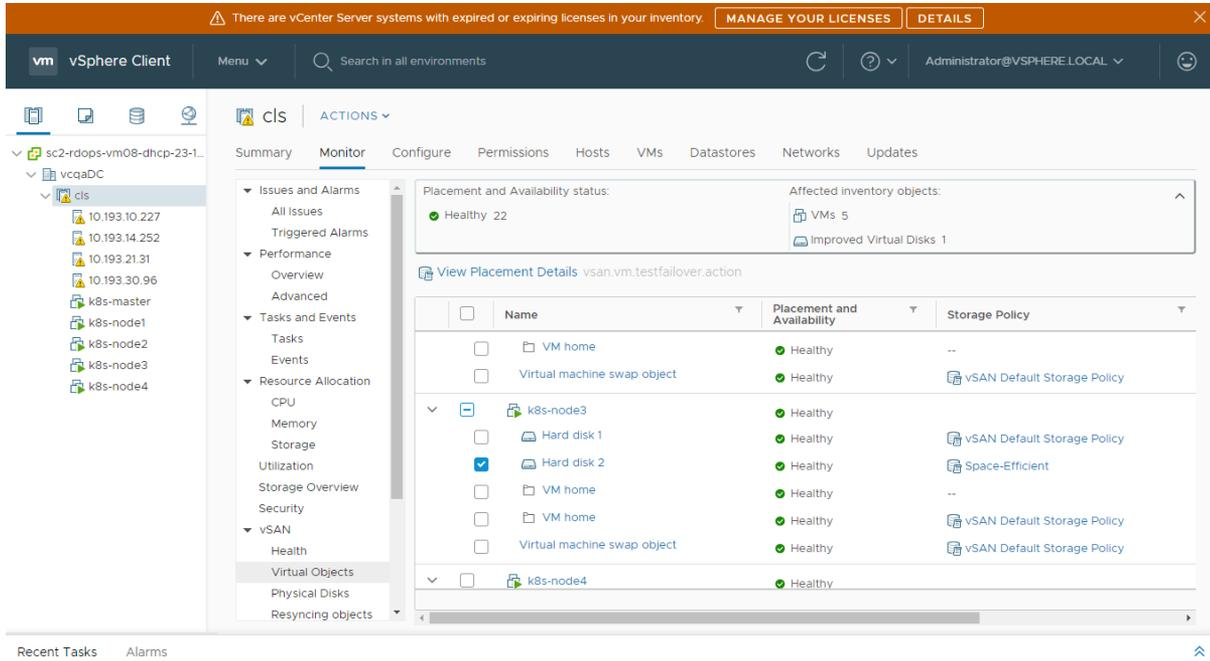 There are vCenter Server systems with expired or expiring licenses in your inventory. MANAGE YOUR LICENSES DETAILS
vm vSphere Client Menu Search in all environments Administrator@VSPHERE.LOCAL
sc2-rdops-vm08-dhcp-23-1...
vcqaDC
cls
10.193.10.227
10.193.14.252
10.193.21.31
10.193.30.96
k8s-master
k8s-node1
k8s-node2
k8s-node3
k8s-node4
cls ACTIONS
Summary Monitor Configure Permissions Hosts VMs Datastores Networks Updates
Issues and Alarms
All Issues
Triggered Alarms
Performance
Overview
Advanced
Tasks and Events
Tasks
Events
Resource Allocation
CPU
Memory
Storage
Utilization
Storage Overview
Security
vSAN
Health
Virtual Objects
Physical Disks
Resyncing objects
Placement and Availability status: Affected inventory objects:
Healthy 22 VMs 5
Improved Virtual Disks 1
View Placement Details vsan.vm.testfailover.action
Name Placement and Availability Storage Policy
VM home Healthy --
Virtual machine swap object Healthy vSAN Default Storage Policy
k8s-node3 Healthy
Hard disk 1 Healthy vSAN Default Storage Policy
Hard disk 2 Healthy Space-Efficient
VM home Healthy --
VM home Healthy vSAN Default Storage Policy
Virtual machine swap object Healthy vSAN Default Storage Policy
k8s-node4 Healthy
Recent Tasks Alarms